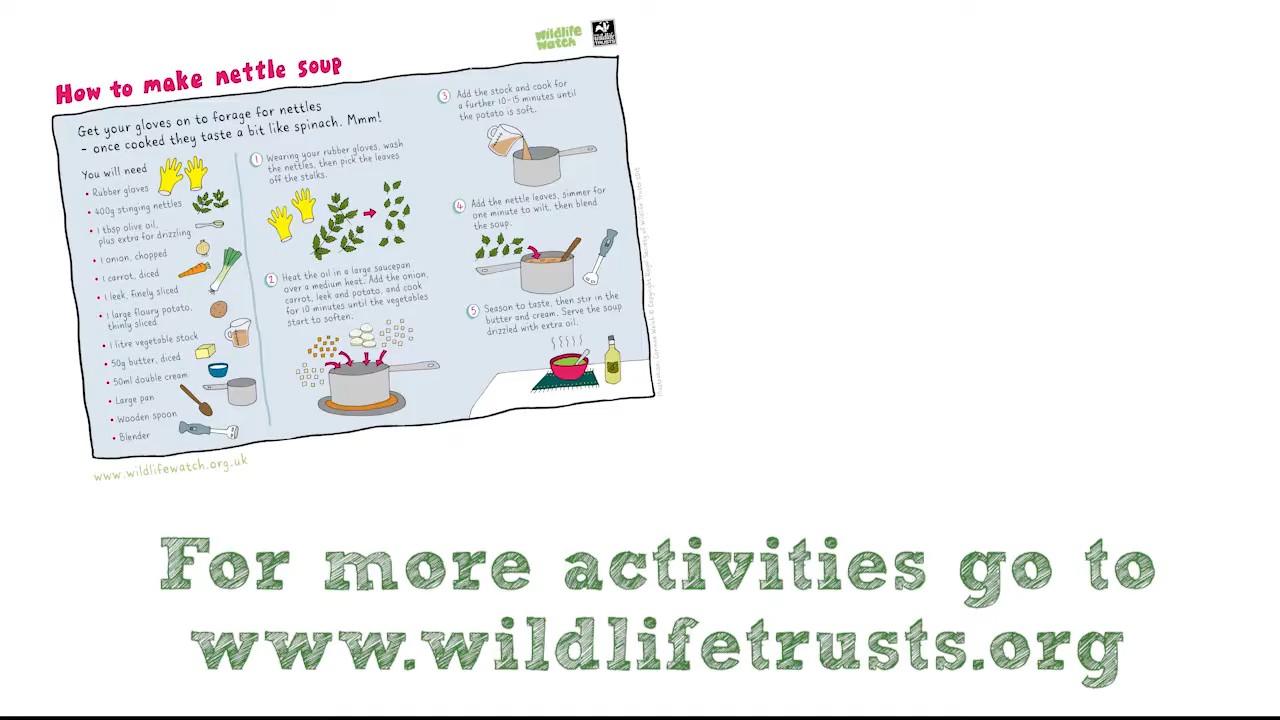 wildlife
watch
wildlife
TRUSTS
How to make nettle soup
Get your gloves on to forage for nettles
- once cooked they taste a bit like spinach. Mmm!
You will need
• Rubber gloves
• 400g stinging nettles
• 1 tbsp olive oil,
plus extra for drizzling
• 1 onion, chopped
• 1 carrot, diced
• 1 leek, finely sliced
• 1 large floury potato,
thinly sliced
• 1 litre vegetable stock
• 50g butter, diced
• 50ml double cream
• Large pan
• Wooden spoon
• Blender
1 Wearing your rubber gloves, wash
the nettles, then pick the leaves
off the stalks.
2 Heat the oil in a large saucepan
over a medium heat. Add the onion,
carrot, leek and potato, and cook
for 10 minutes until the vegetables
start to soften.
3 Add the stock and cook for
a further 10-15 minutes until
the potato is soft.
4 Add the nettle leaves, simmer for
one minute to wilt, then blend
the soup.
5 Season to taste, then stir in the
butter and cream. Serve the soup
drizzled with extra oil.
www.wildlifewatch.org.uk
For more activities go to
www.wildlifetrusts.org